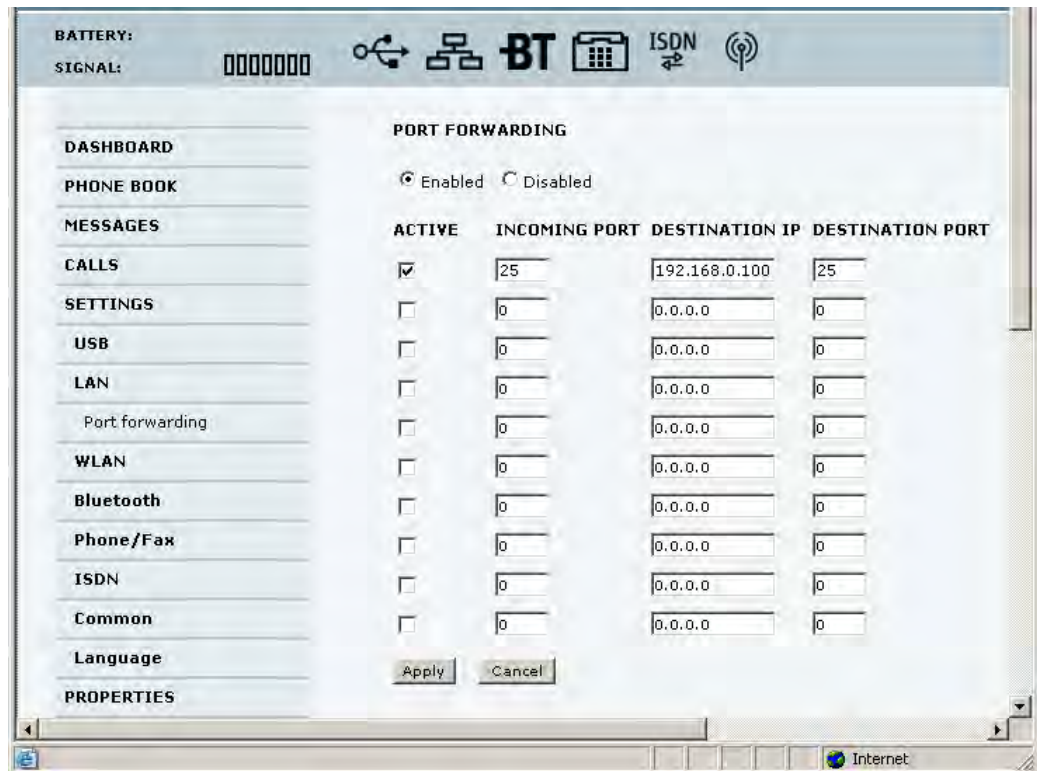 BATTERY:
SIGNAL:
BT
ISDN
DASHBOARD
PHONE BOOK
MESSAGES
CALLS
SETTINGS
USB
LAN
Port forwarding
WLAN
Bluetooth
Phone/Fax
ISDN
Common
Language
PROPERTIES
PORT FORWARDING
Enabled Disabled
ACTIVE INCOMING PORT DESTINATION IP DESTINATION PORT
25 192.168.0.100 25
0 0.0.0.0 0
0 0.0.0.0 0
0 0.0.0.0 0
0 0.0.0.0 0
0 0.0.0.0 0
0 0.0.0.0 0
0 0.0.0.0 0
0 0.0.0.0 0
0 0.0.0.0 0
Apply Cancel
Internet